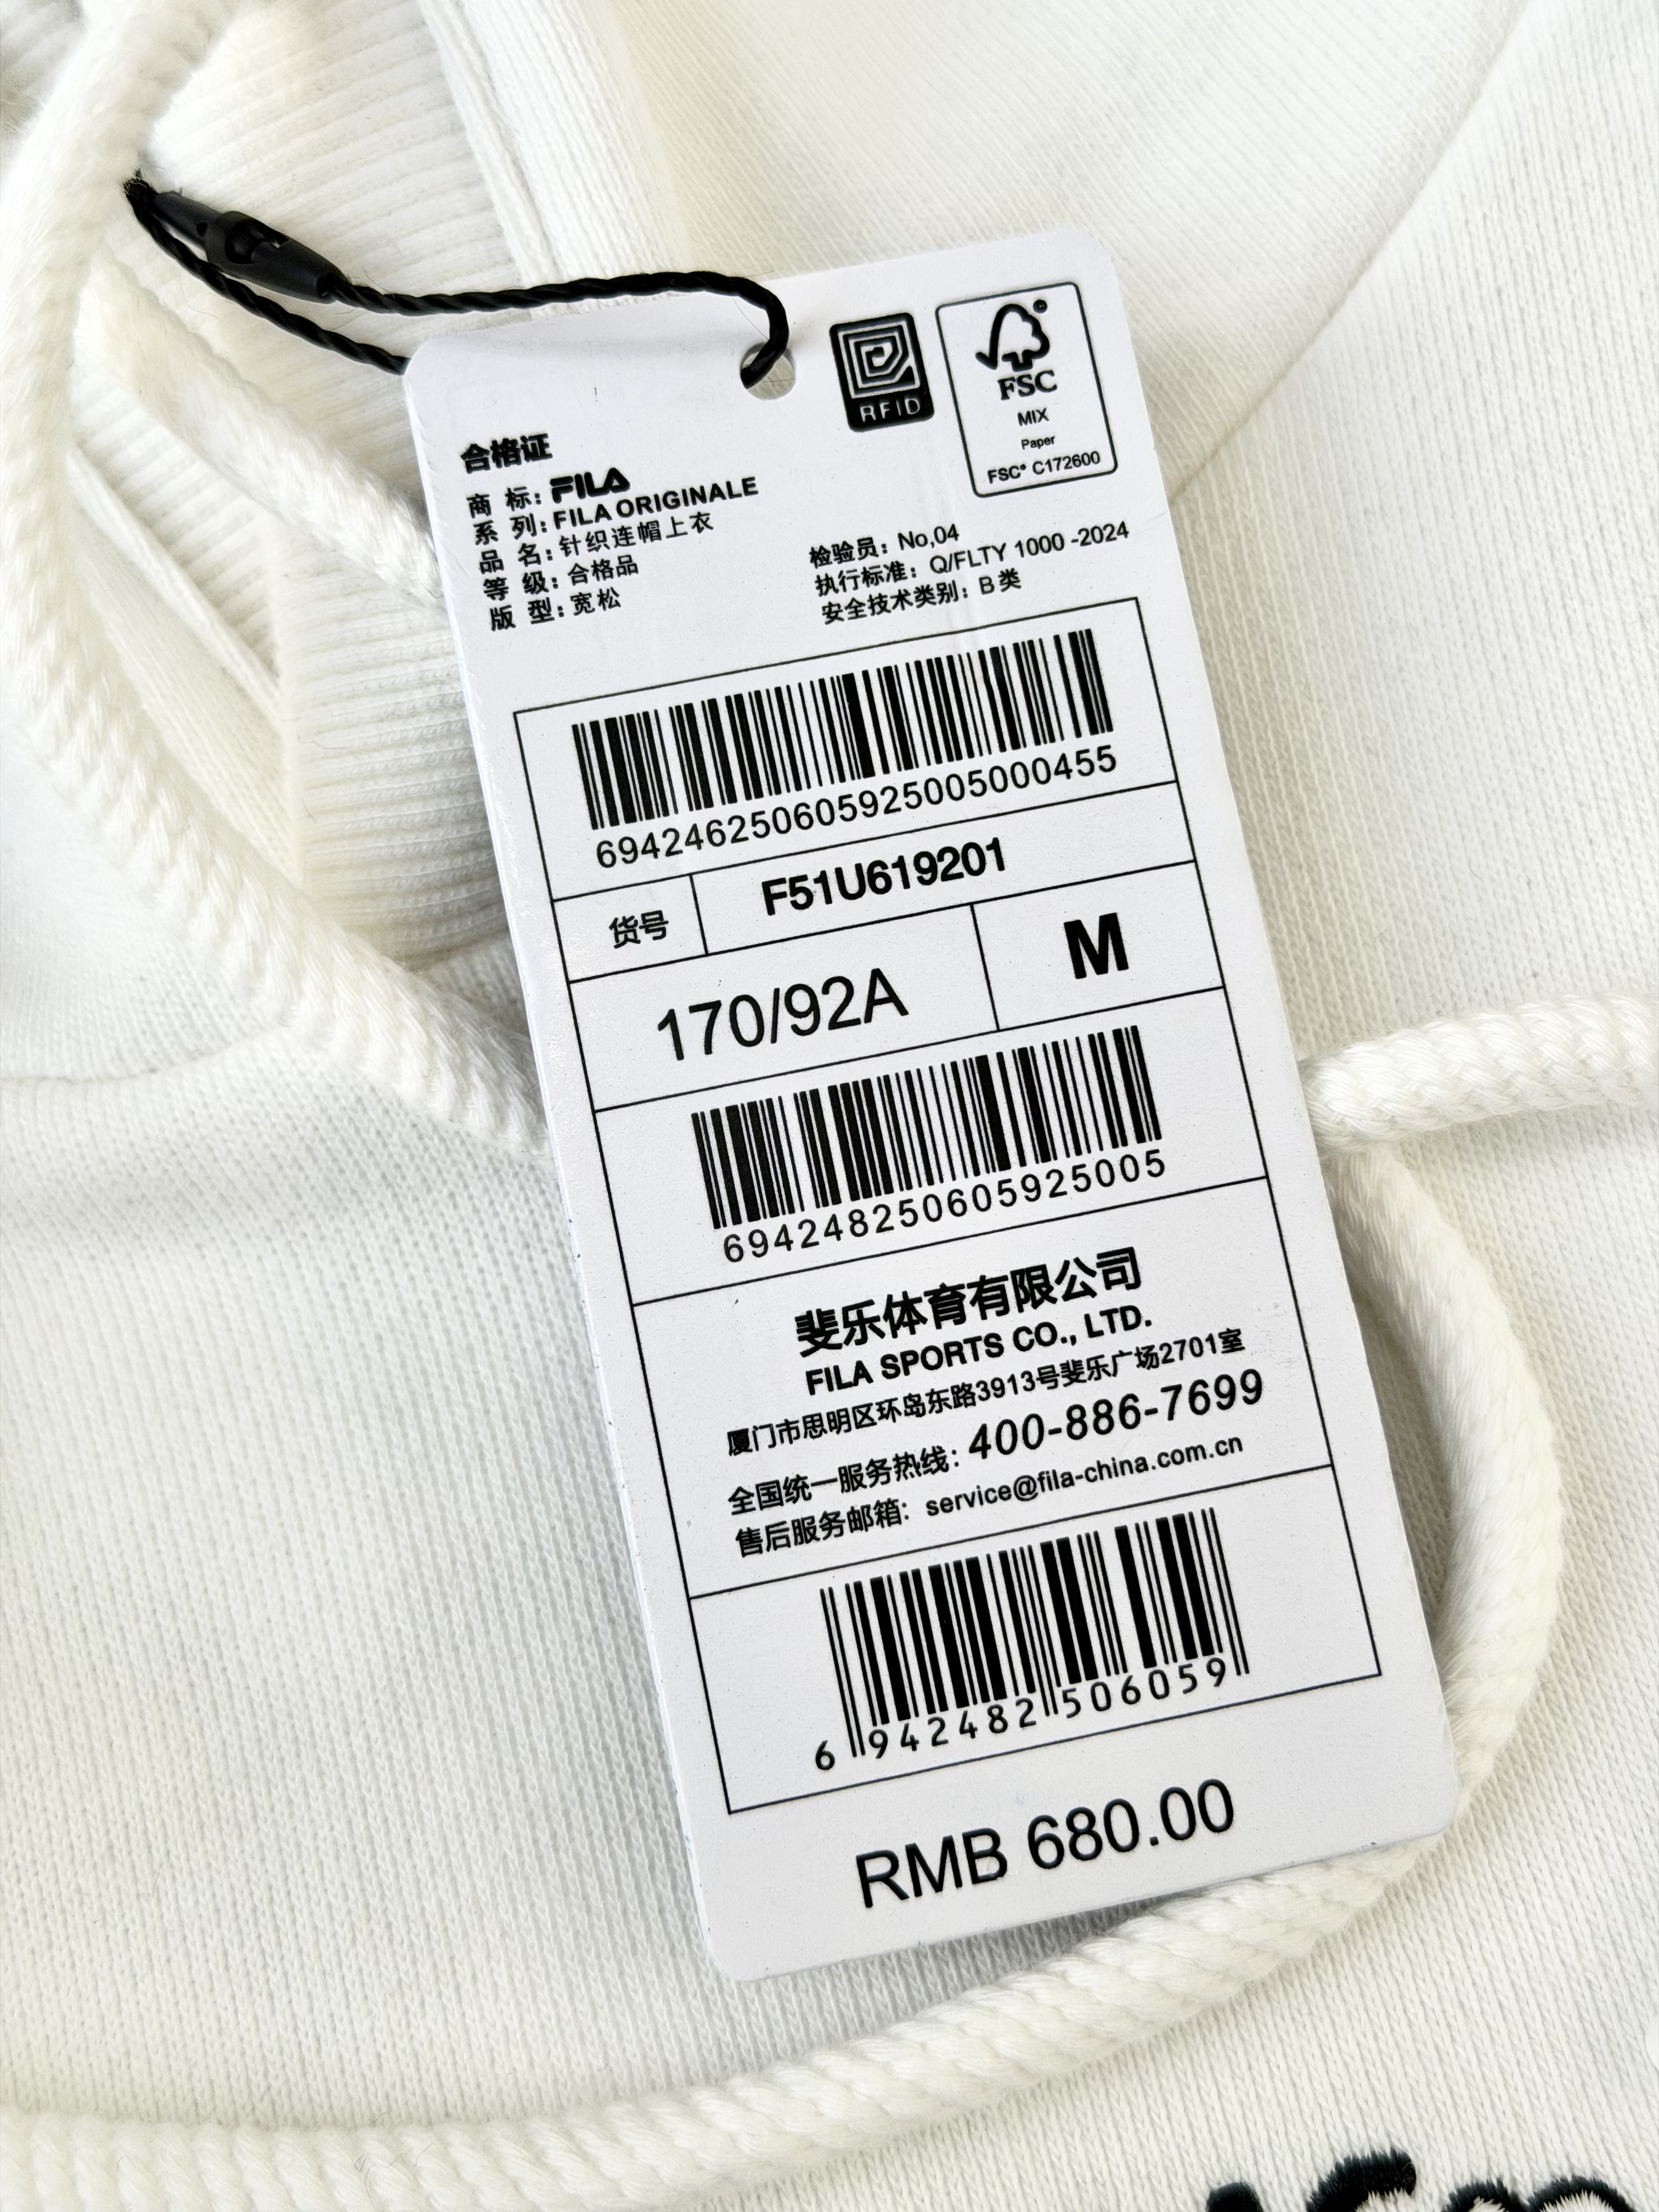 RFID
FSC
MIX
Paper
FSC® C172600
合格证
商 标: FILA
系 列: FILA ORIGINALE
品 名: 针织连帽上衣
等 级: 合格品
版 型: 宽松
检验员: No,04
执行标准: Q/FLTY 1000 -2024
安全技术类别: B 类
694246250605925005000455
货号 F51U619201
170/92A M
694248250605925005
斐乐体育有限公司
FILA SPORTS CO., LTD.
厦门市思明区环岛东路3913号斐乐广场2701室
全国统一服务热线: 400-886-7699
售后服务邮箱: service@fila-china.com.cn
6 942482 506059
RMB 680.00